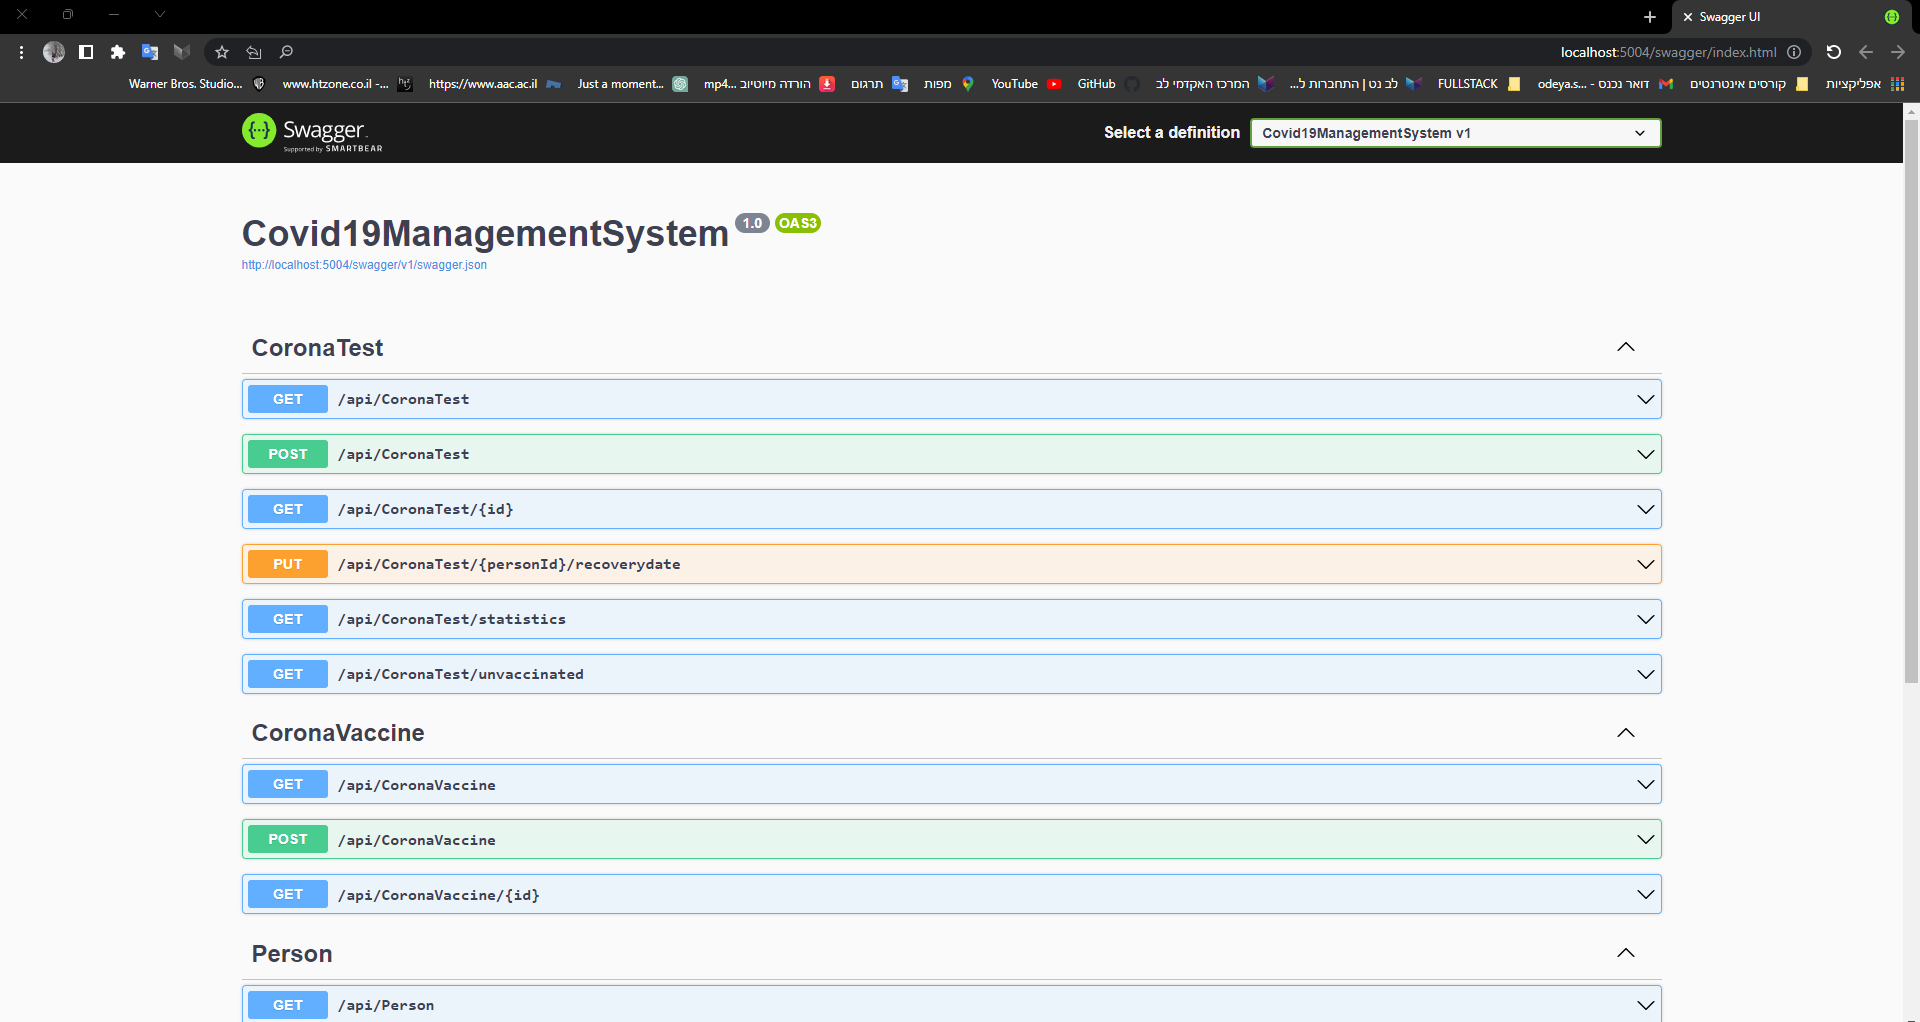 Swagger UI
localhost:5004/swagger/index.html
Warner Bros. Studio...
www.htzone.co.il -...
https://www.aac.ac.il
Just a moment...
הורדה מיוטיוב mp4...
תרגום
מפות
YouTube
GitHub
המרכז האקדמי לב
לב נט | התחברות ל...
FULLSTACK
דואר נכנס - odeya.s...
קורסים אינטרנטים
אפליקציות
Swagger
Supported by SMARTBEAR
Select a definition
Covid19ManagementSystem v1
Covid19ManagementSystem 1.0 OAS3
http://localhost:5004/swagger/v1/swagger.json
CoronaTest
GET /api/CoronaTest
POST /api/CoronaTest
GET /api/CoronaTest/{id}
PUT /api/CoronaTest/{personId}/recoverydate
GET /api/CoronaTest/statistics
GET /api/CoronaTest/unvaccinated
CoronaVaccine
GET /api/CoronaVaccine
POST /api/CoronaVaccine
GET /api/CoronaVaccine/{id}
Person
GET /api/Person